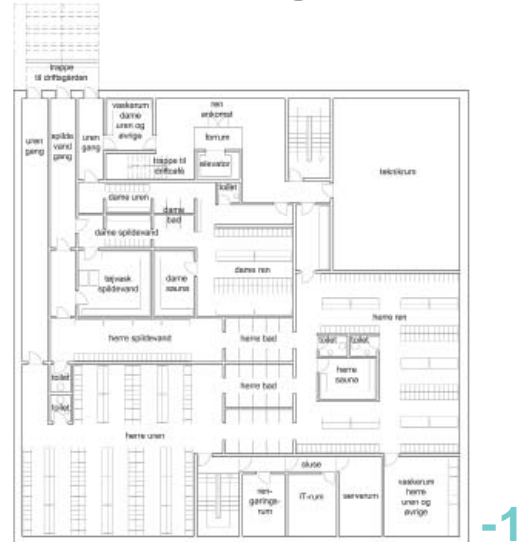 trappe
til driftsgården
uren
gang
spilde
vand
gang
uren
gang
vaskerum
dame
uren og
øvrige
ren
ankomst
forrum
elevator
trappe til
driftcafé
teknikrum
toilet
dame uren
dame
bad
dame spildevand
tøjvask
spildevand
dame
sauna
dame ren
herre spildevand
herre bad
herre ren
toilet
toilet
herre
sauna
herre bad
toilet
toilet
herre uren
sluse
ren-
gørings-
rum
IT-rum
serverrum
vaskerum
herre
uren og
øvrige
-1